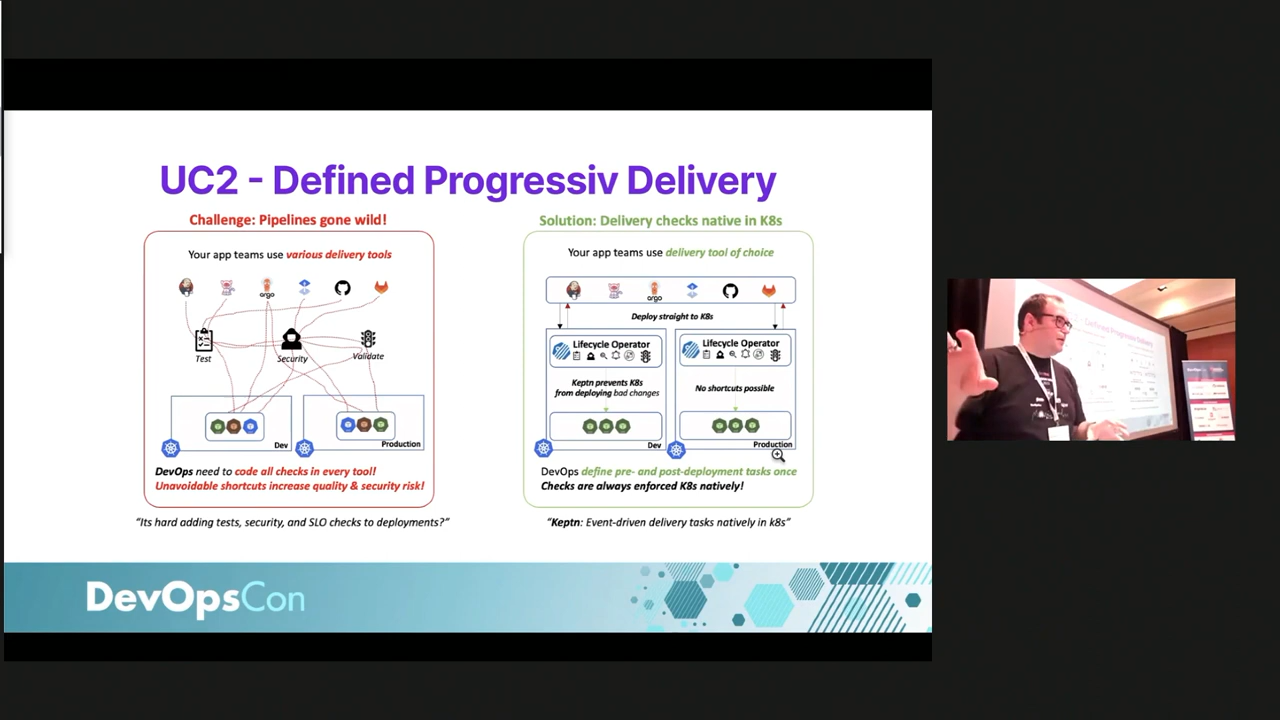 UC2 - Defined Progressiv Delivery
Challenge: Pipelines gone wild!
Your app teams use various delivery tools
argo
Test
Security
Validate
Dev
Production
DevOps need to code all checks in every tool!
Unavoidable shortcuts increase quality & security risk!
“Its hard adding tests, security, and SLO checks to deployments?”
Solution: Delivery checks native in K8s
Your app teams use delivery tool of choice
argo
Deploy straight to K8s
Lifecycle Operator
Lifecycle Operator
Keptn prevents K8s
from deploying bad changes
No shortcuts possible
Dev
Production
DevOps define pre- and post-deployment tasks once
Checks are always enforced K8s natively!
“Keptn: Event-driven delivery tasks natively in k8s”
DevOpsCon
Defined Progressiv Delivery